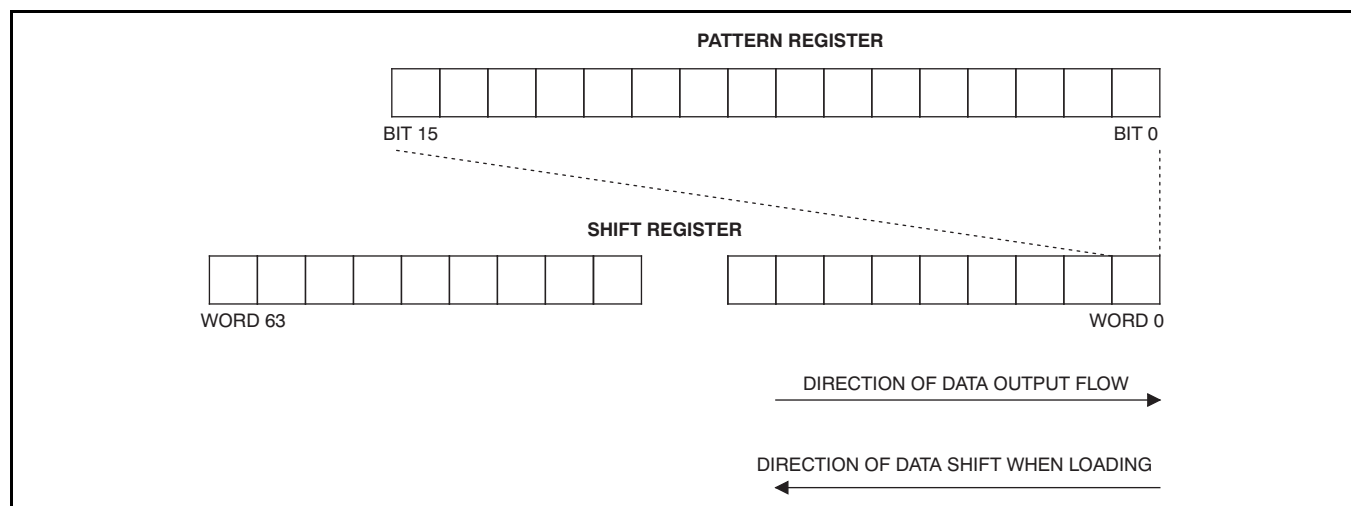 PATTERN REGISTER
BIT 15
BIT 0
SHIFT REGISTER
WORD 63
WORD 0
DIRECTION OF DATA OUTPUT FLOW
DIRECTION OF DATA SHIFT WHEN LOADING